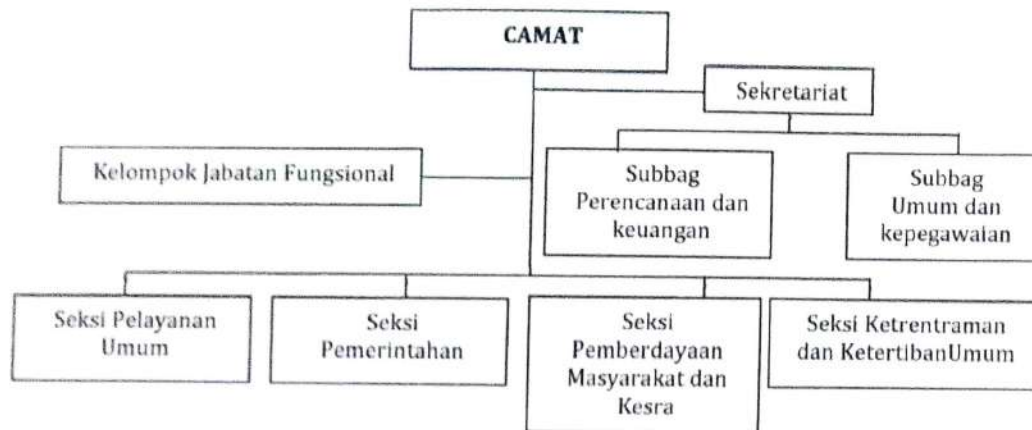 CAMAT
Sekretariat
Kelompok Jabatan Fungsional
Subbag
Perencanaan dan
keuangan
Subbag
Umum dan
kepegawaian
Seksi Pelayanan
Umum
Seksi
Pemerintahan
Seksi
Pemberdayaan
Masyarakat dan
Kesra
Seksi Ketrentraman
dan KetertibanUmum